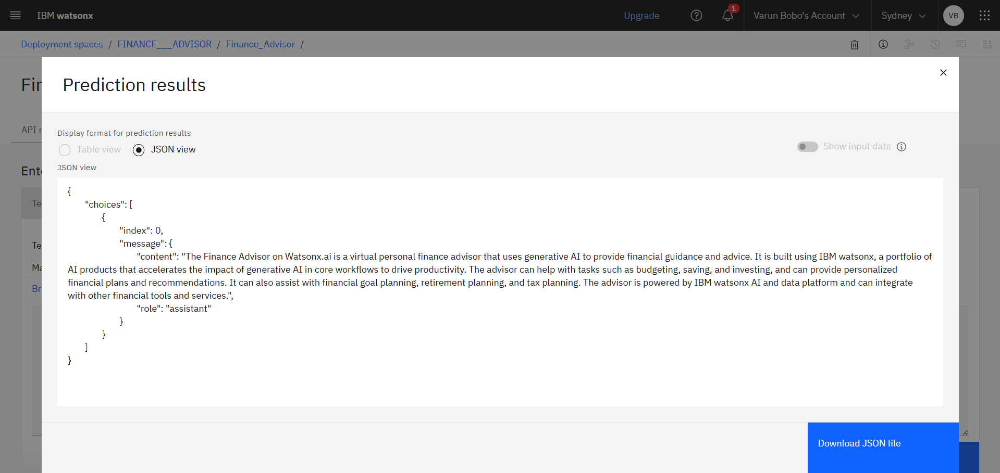 IBM watsonx
Upgrade
1
Varun Bobo's Account
Sydney
VB
Deployment spaces / FINANCE___ADVISOR / Finance_Advisor /
Prediction results
API
Display format for prediction results
Table view
JSON view
Show input data
JSON view
{
"choices": [
{
"index": 0,
"message": {
"content": "The Finance Advisor on Watsonx.ai is a virtual personal finance advisor that uses generative AI to provide financial guidance and advice. It is built using IBM watsonx, a portfolio of
AI products that accelerates the impact of generative AI in core workflows to drive productivity. The advisor can help with tasks such as budgeting, saving, and investing, and can provide personalized
financial plans and recommendations. It can also assist with financial goal planning, retirement planning, and tax planning. The advisor is powered by IBM watsonx AI and data platform and can integrate
with other financial tools and services.",
"role": "assistant"
}
}
]
}
Download JSON file